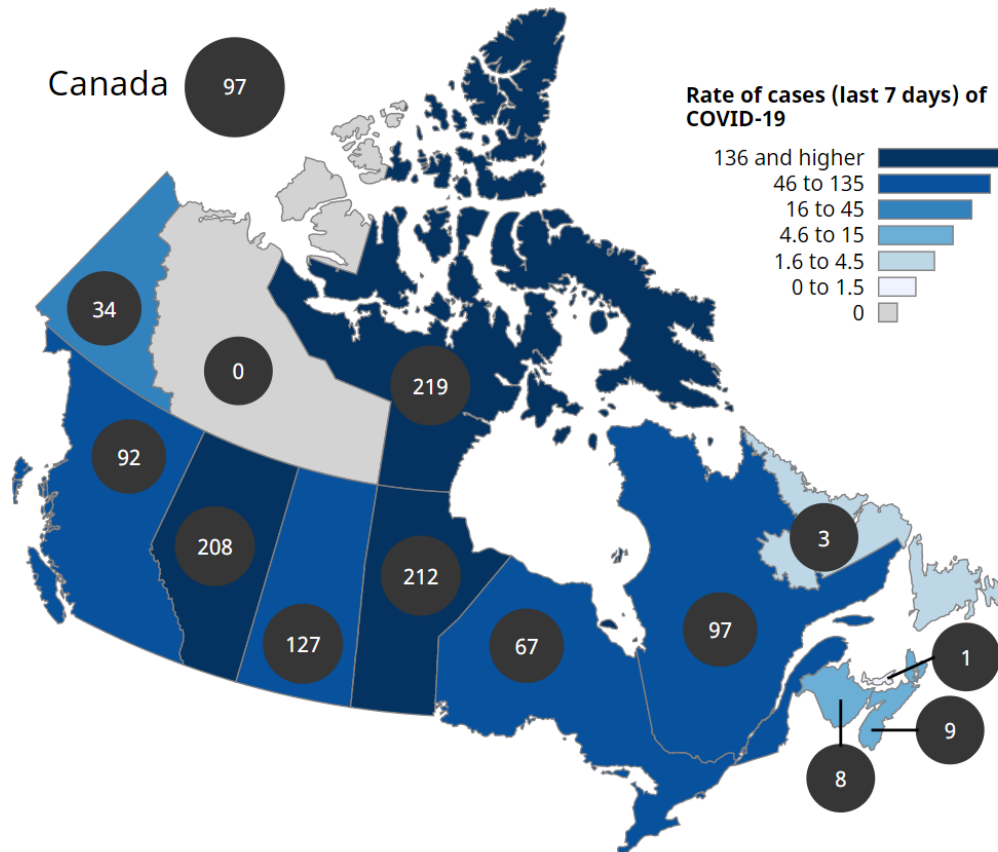 Canada 97
Rate of cases (last 7 days) of
COVID-19
136 and higher
46 to 135
16 to 45
4.6 to 15
1.6 to 4.5
0 to 1.5
0
34
0
219
92
208
212
3
127
67
97
1
9
8